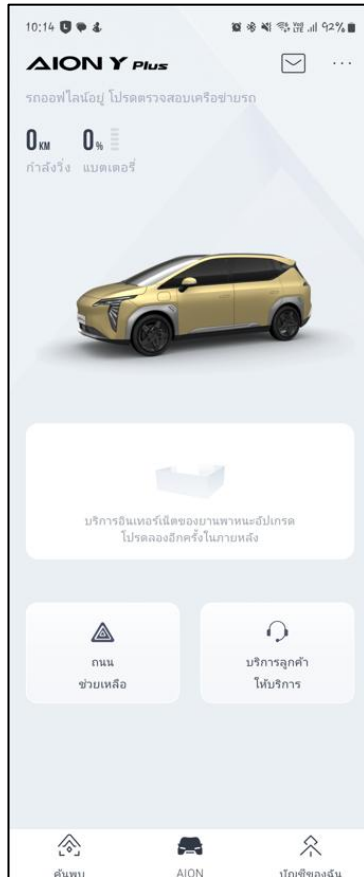 10:14 92%
AION Y Plus
รถออฟไลน์อยู่ โปรดตรวจสอบเครือข่ายรถ
0 KM 0 %
กำลังวิ่ง แบตเตอรี่
บริการอินเทอร์เน็ตของยานพาหนะอัปเกรด
โปรดลองอีกครั้งในภายหลัง
ถนน
ช่วยเหลือ
บริการลูกค้า
ให้บริการ
ค้นพบ AION บัญชีของฉัน